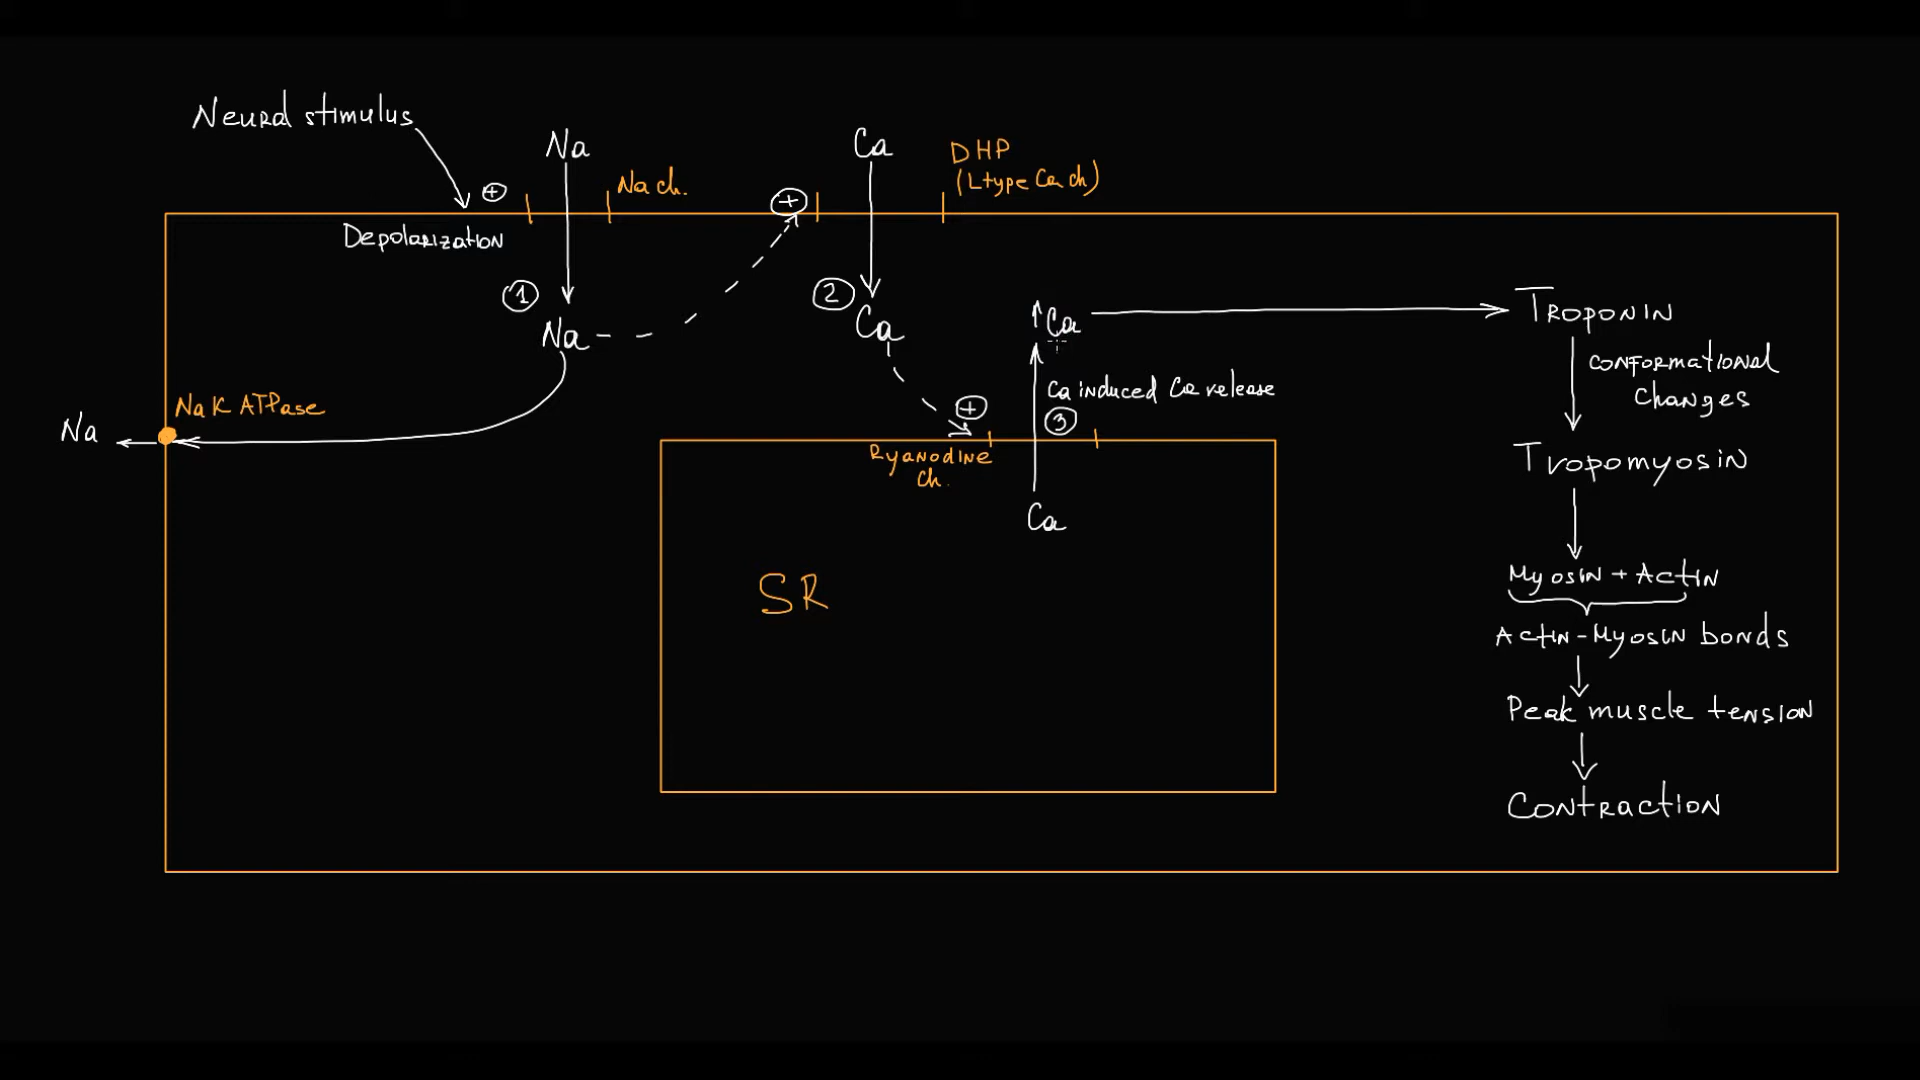 Neural stimulus
Na
Ca
DHP
(Ltype Ca ch)
Na ch.
+
+
Depolarization
1
Na
2
Ca
↑Ca
Troponin
conformational
changes
Ca induced Ca release
3
+
Na K ATPase
Na
Ryanodine
ch.
Ca
SR
Tropomyosin
Myosin + Actin
Actin-Myosin bonds
Peak muscle tension
Contraction